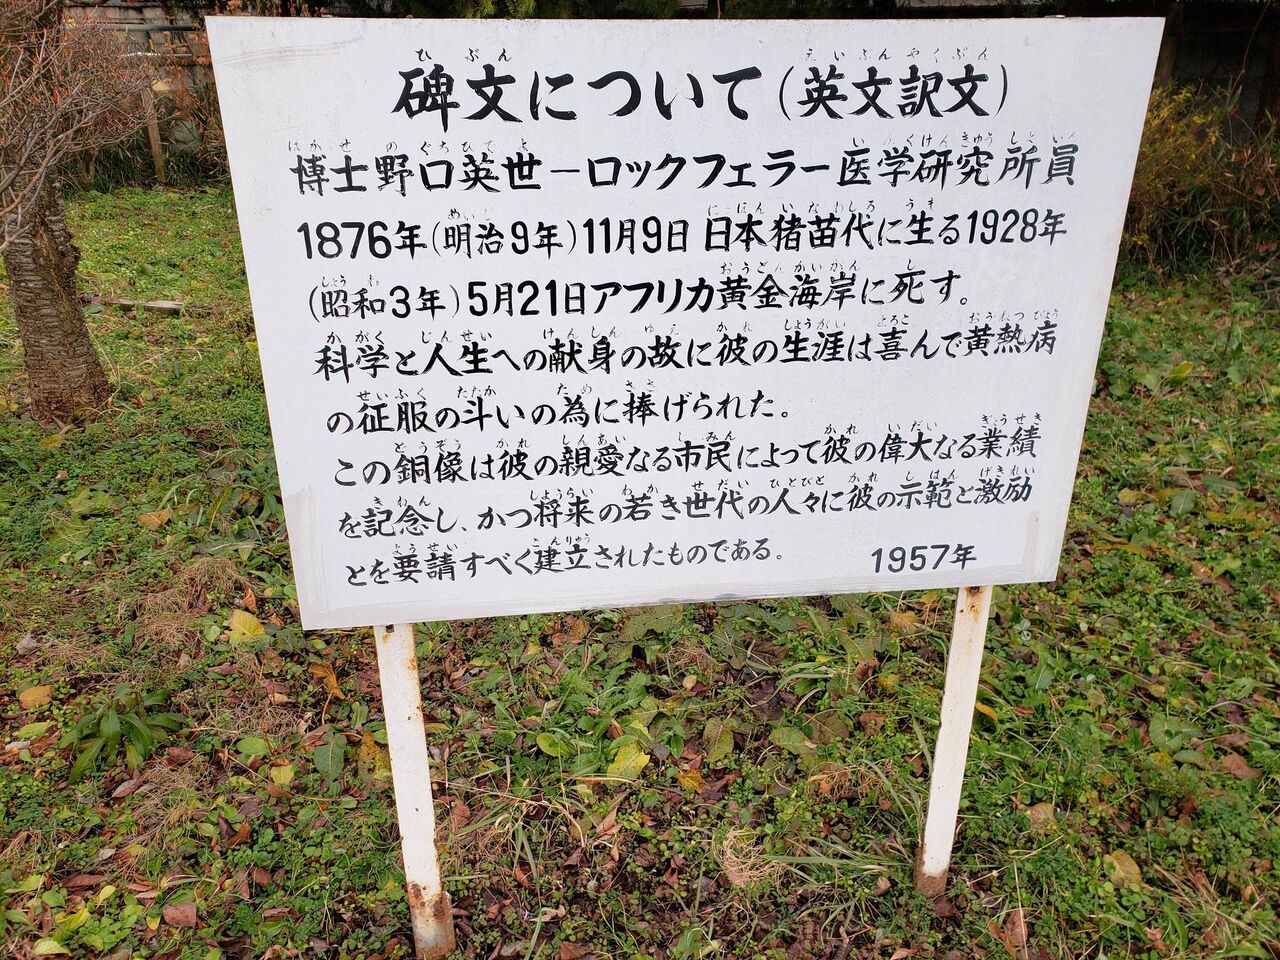 碑文について(英文訳文)
博士野口英世ーロックフェラー医学研究所員
1876年(明治9年)11月9日 日本猪苗代に生る1928年
(昭和3年)5月21日アフリカ黄金海岸に死す。
科学と人生への献身の故に彼の生涯は喜んで黄熱病
の征服の斗いの為に捧げられた。
この銅像は彼の親愛なる市民によって彼の偉大なる業績
を記念し、かつ将来の若き世代の人々に彼の示範と激励
とを要請すべく建立されたものである。 1957年